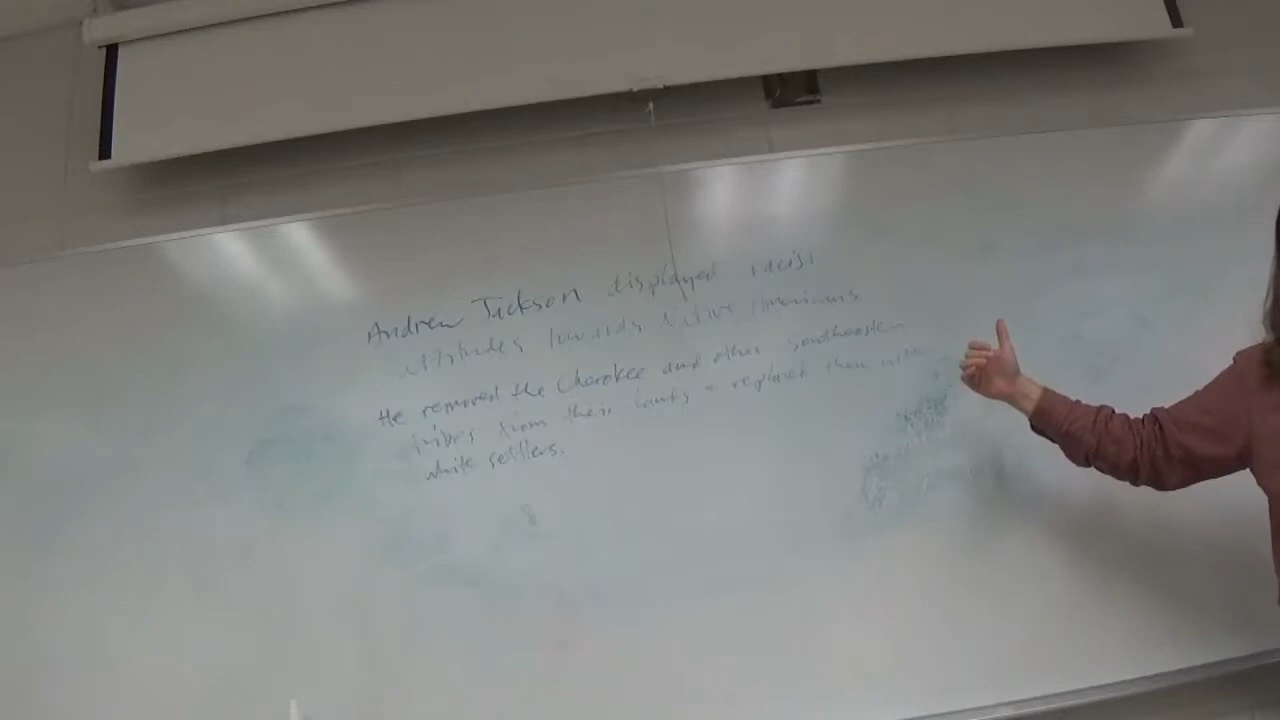 Andrew Jackson displayed racist
attitudes towards Native Americans
He removed the Cherokee and other southeastern
tribes from their lands + replaced them with
white settlers.